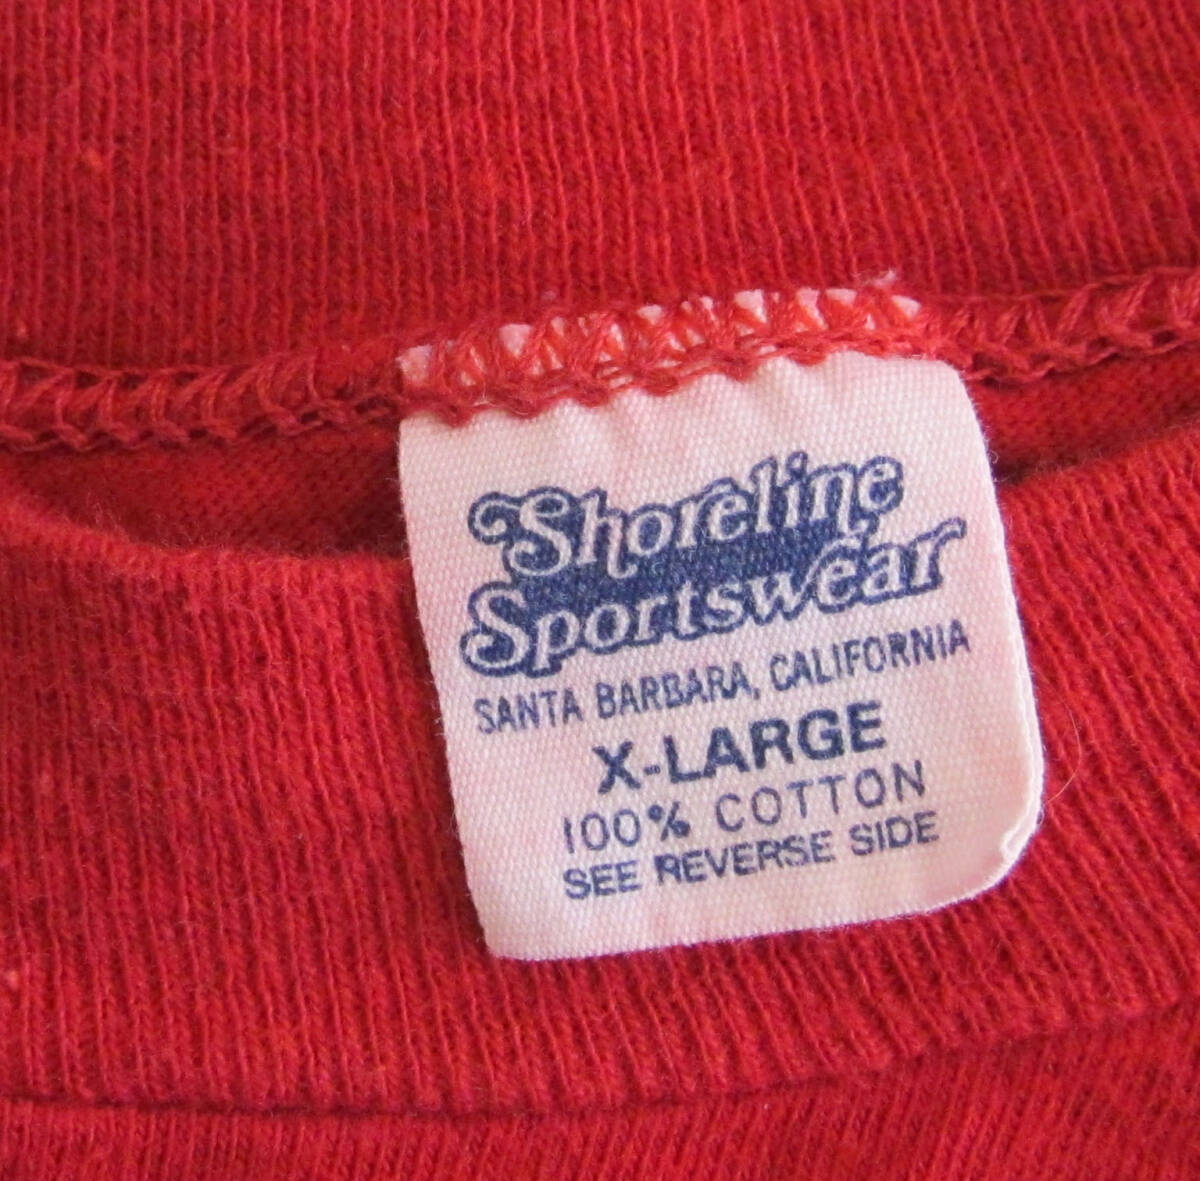 Shoreline
Sportswear
SANTA BARBARA, CALIFORNIA
X-LARGE
100% COTTON
SEE REVERSE SIDE